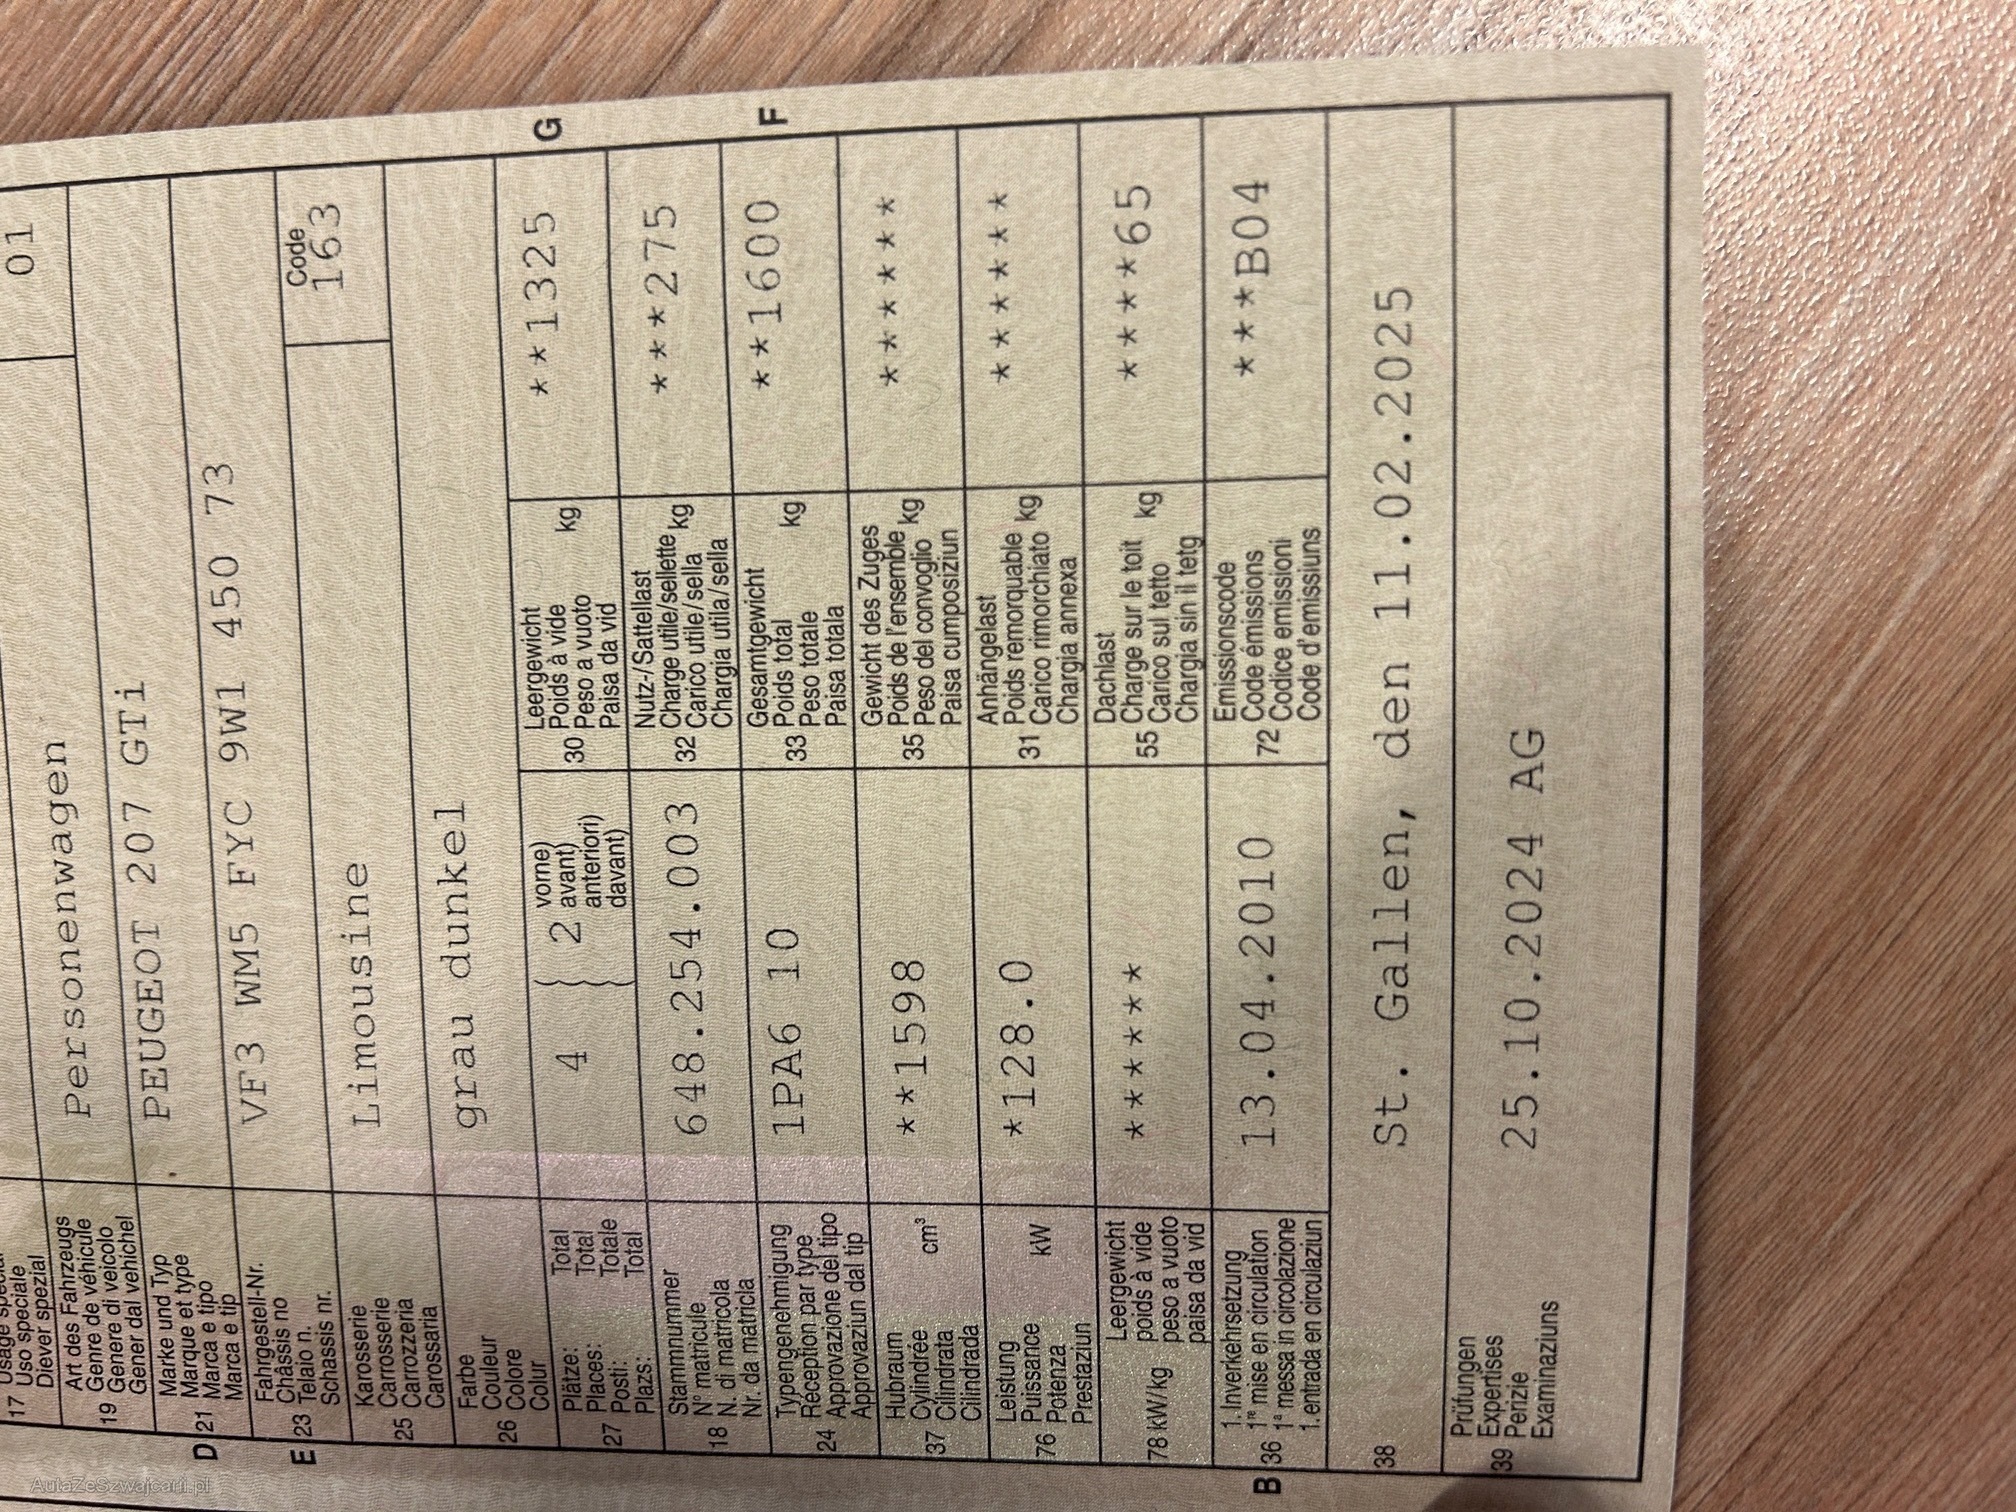 17 Usage spécial
Uso speciale
Diever spezial
01
Art des Fahrzeugs
Genre de véhicule
19 Genere di veicolo
Gener dal vehichel
Personenwagen
Marke und Typ
D 21 Marque et type
Marca e tipo
Marca e tip
PEUGEOT 207 GTi
Fahrgestell-Nr.
Châssis no
E 23 Telaio n.
Schassis nr.
VF3 WM5 FYC 9W1 450 73
Karosserie
Carrosserie
25 Carrozzeria
Carossaria
Limousine
Code
163
Farbe
Couleur
26 Colore
Colur
grau dunkel
Plätze: Total
Places: Total
27 Posti: Totale
Plazs: Total
4 } 2
vorne)
avant)
anteriori)
davant)
Leergewicht
Poids à vide
30 Peso a vuoto kg
Paisa da vid
**1325
G
Stammnummer
N° matricule
18 N. di matricola
Nr. da matricla
648.254.003
Nutz-/Sattellast
32 Charge utile/sellette kg
Carico utile/sella
Chargia utila/sella
***275
Typengenehmigung
Réception par type
24 Approvazione del tipo
Approvaziun dal tip
1PA6 10
Gesamtgewicht
33 Poids total kg
Peso totale
Paisa totala
**1600
F
Hubraum
Cylindrée cm³
37 Cilindrata
Cilindrada
**1598
Gewicht des Zuges
35 Poids de l'ensemble kg
Peso del convoglio
Paisa cumposiziun
******
Leistung
Puissance kW
76 Potenza
Prestaziun
*128.0
Anhängelast
Poids remorquable
31 Carico rimorchiato kg
Chargia annexa
******
78 kW/kg
Leergewicht
poids à vide
peso a vuoto
paisa da vid
******
Dachlast
Charge sur le toit
55 Carico sul tetto kg
Chargia sin il tetg
****65
1. Inverkehrsetzung
B 36 1re mise en circulation
1a messa in circolazione
1. entrada en circulaziun
13.04.2010
Emissionscode
72 Code émissions
Codice emissioni
Code d'emissiuns
***B04
38 St. Gallen, den 11.02.2025
Prüfungen
Expertises
39 Perizie
Examinaziuns
25.10.2024 AG
AutaZeSzwajcarii.pl